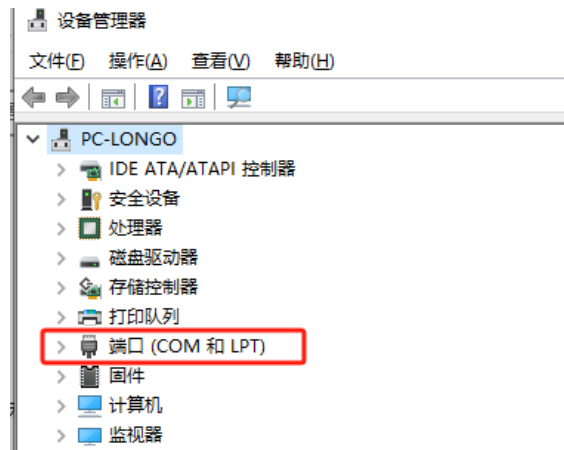 设备管理器
文件(F) 操作(A) 查看(V) 帮助(H)
PC-LONGO
IDE ATA/ATAPI 控制器
安全设备
处理器
磁盘驱动器
存储控制器
打印队列
端口 (COM 和 LPT)
固件
计算机
监视器